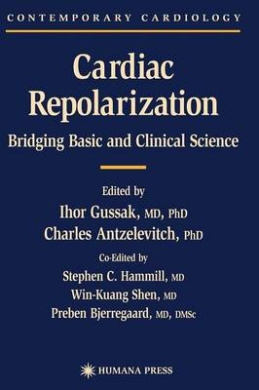 CONTEMPORARY CARDIOLOGY
Cardiac
Repolarization
Bridging Basic and Clinical Science
Edited by
Ihor Gussak, MD, PhD
Charles Antzelevitch, PhD
Co-Edited by
Stephen C. Hammill, MD
Win-Kuang Shen, MD
Preben Bjerregaard, MD, DMSc
HUMANA PRESS